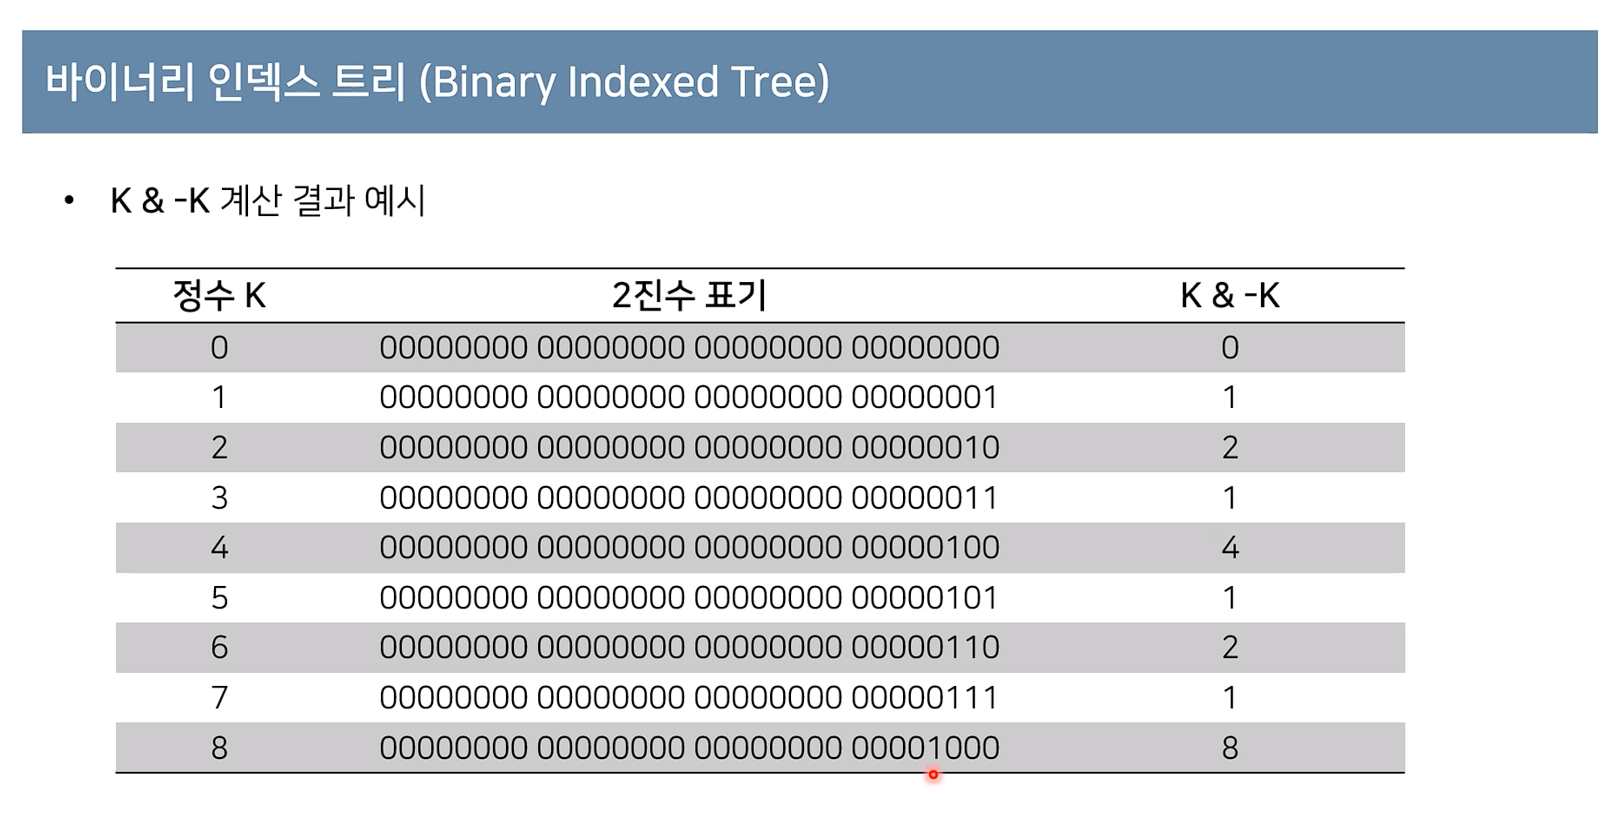 바이너리 인덱스 트리 (Binary Indexed Tree)
• K & -K 계산 결과 예시
정수 K 2진수 표기 K & -K
0 00000000 00000000 00000000 00000000 0
1 00000000 00000000 00000000 00000001 1
2 00000000 00000000 00000000 00000010 2
3 00000000 00000000 00000000 00000011 1
4 00000000 00000000 00000000 00000100 4
5 00000000 00000000 00000000 00000101 1
6 00000000 00000000 00000000 00000110 2
7 00000000 00000000 00000000 00000111 1
8 00000000 00000000 00000000 00001000 8